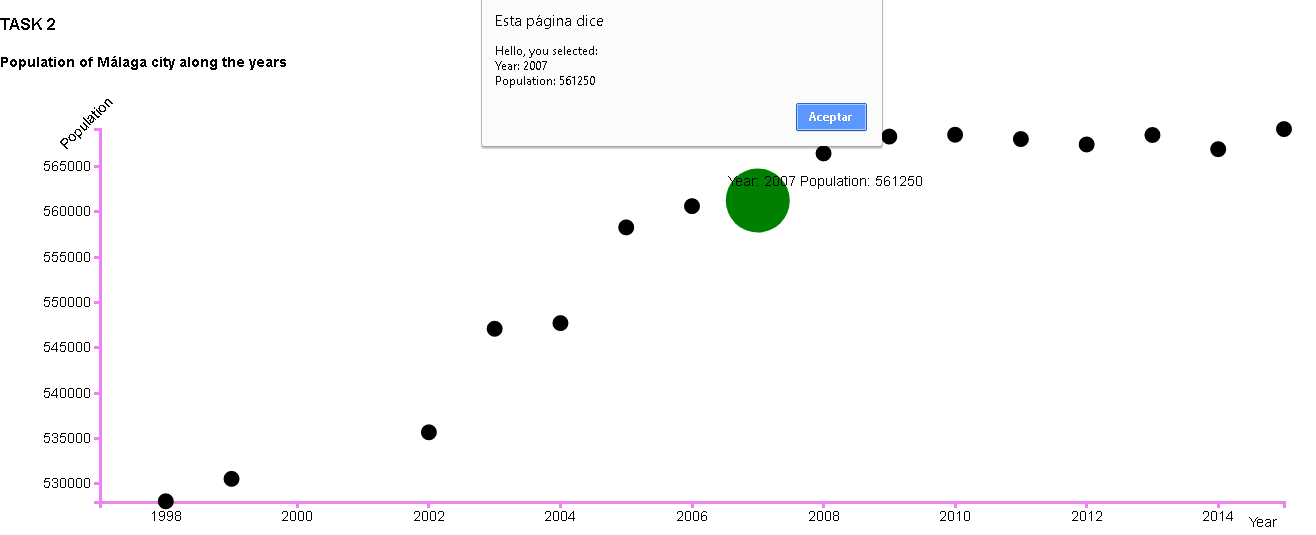 TASK 2
Esta página dice
Hello, you selected:
Year: 2007
Population: 561250
Aceptar
Population of Málaga city along the years
Population
565000
560000
555000
550000
545000
540000
535000
530000
Year: 2007 Population: 561250
1998 2000 2002 2004 2006 2008 2010 2012 2014
Year